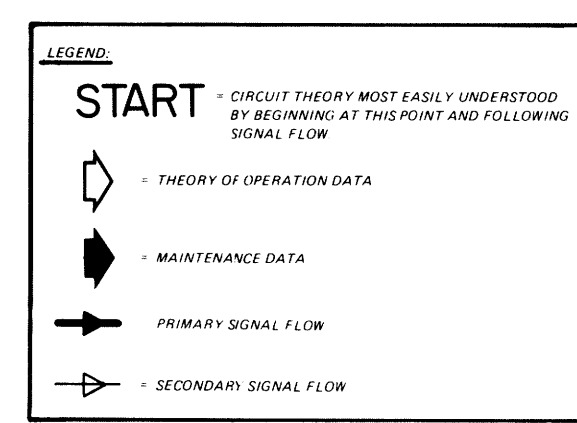 LEGEND:
START = CIRCUIT THEORY MOST EASILY UNDERSTOOD
BY BEGINNING AT THIS POINT AND FOLLOWING
SIGNAL FLOW
= THEORY OF OPERATION DATA
= MAINTENANCE DATA
PRIMARY SIGNAL FLOW
= SECONDARY SIGNAL FLOW